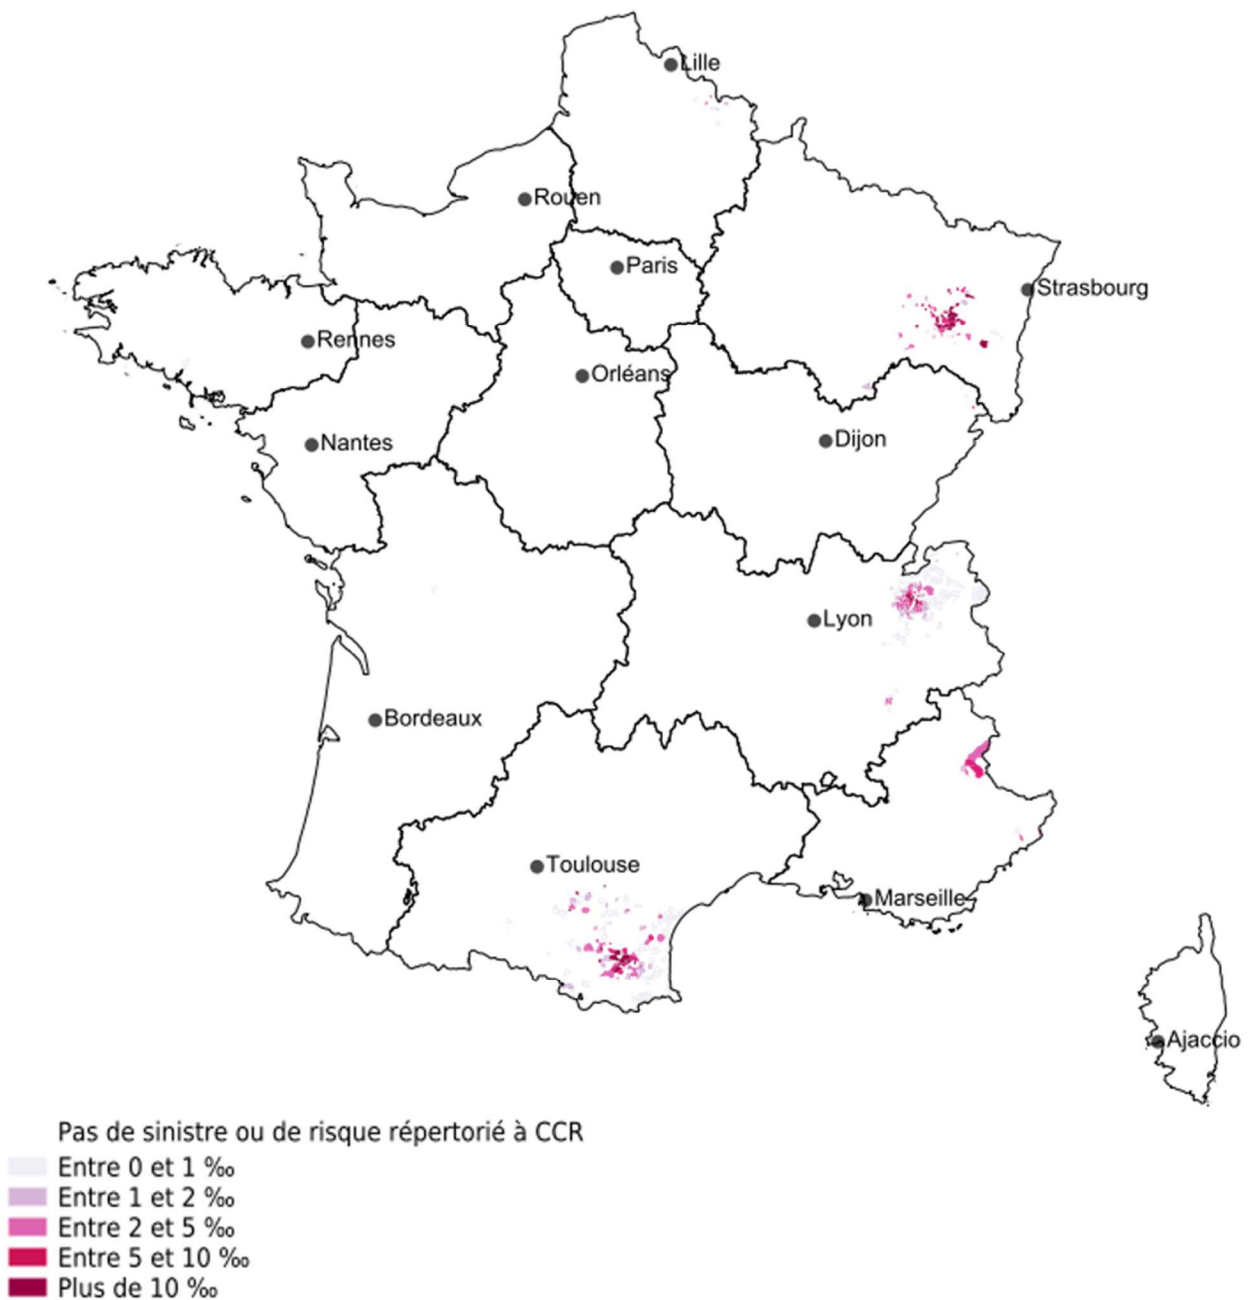 Lille
Rouen
Paris
Strasbourg
Rennes
Orléans
Nantes
Dijon
Lyon
Bordeaux
Toulouse
Marseille
Ajaccio
Pas de sinistre ou de risque répertorié à CCR
Entre 0 et 1 ‰
Entre 1 et 2 ‰
Entre 2 et 5 ‰
Entre 5 et 10 ‰
Plus de 10 ‰